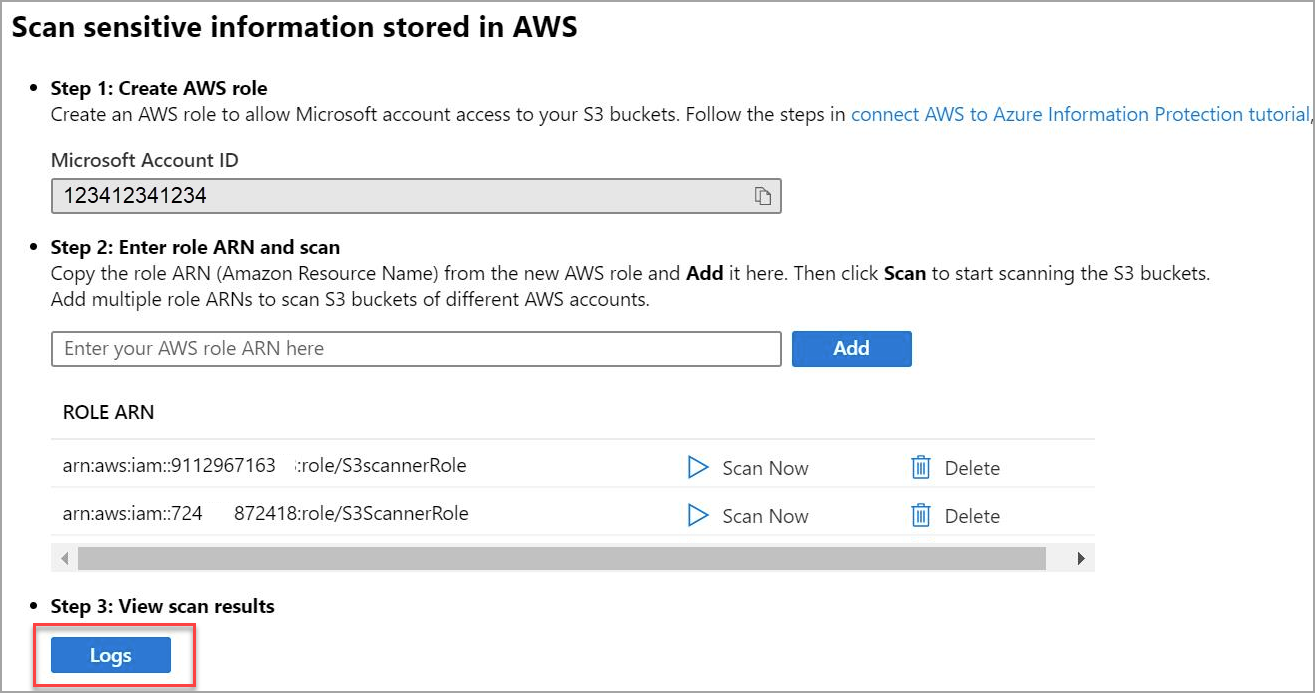 Scan sensitive information stored in AWS
Step 1: Create AWS role
Create an AWS role to allow Microsoft account access to your S3 buckets. Follow the steps in connect AWS to Azure Information Protection tutorial,
Microsoft Account ID
123412341234
Step 2: Enter role ARN and scan
Copy the role ARN (Amazon Resource Name) from the new AWS role and Add it here. Then click Scan to start scanning the S3 buckets.
Add multiple role ARNs to scan S3 buckets of different AWS accounts.
Enter your AWS role ARN here Add
ROLE ARN
arn:aws:iam::9112967163 :role/S3scannerRole Scan Now Delete
arn:aws:iam::724 872418:role/S3ScannerRole Scan Now Delete
Step 3: View scan results
Logs